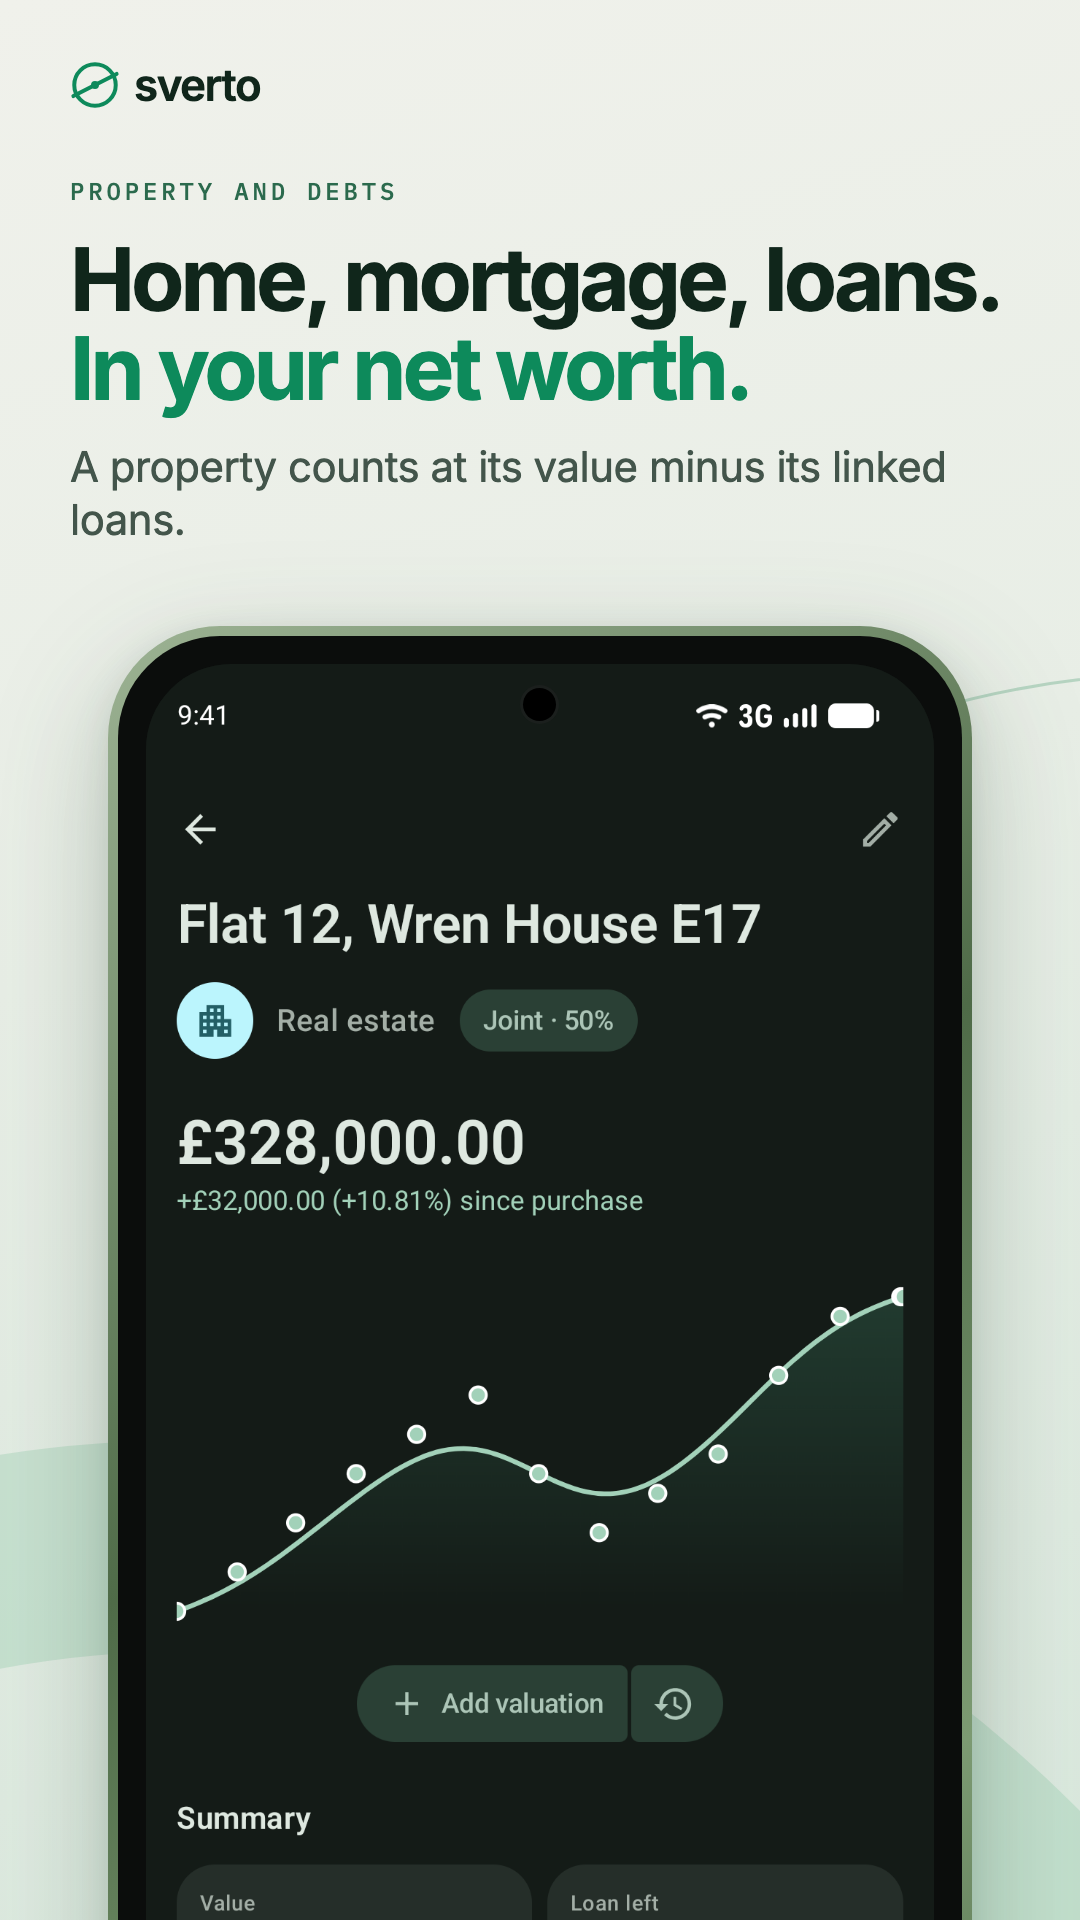 sverto
PROPERTY AND DEBTS
Home, mortgage, loans.
In your net worth.
A property counts at its value minus its linked
loans.
9:41 3G
Flat 12, Wren House E17
Real estate Joint · 50%
£328,000.00
+£32,000.00 (+10.81%) since purchase
Add valuation
Summary
Value Loan left